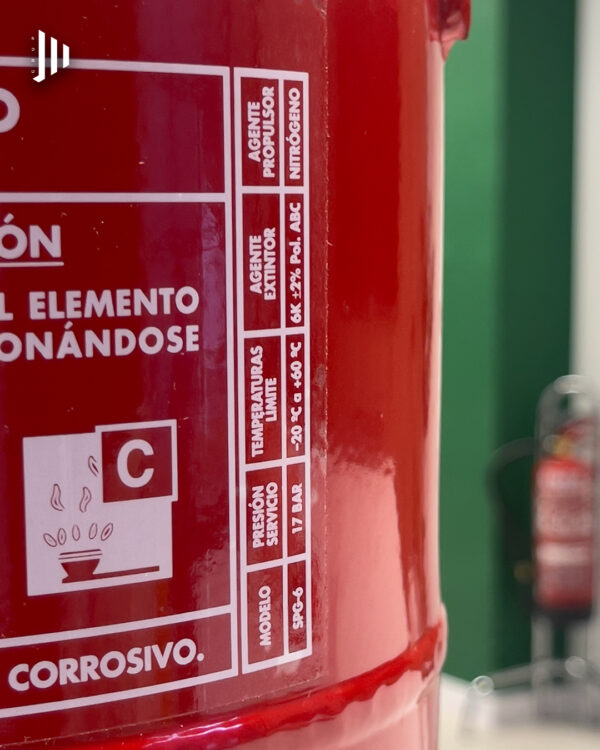 ÓN
L ELEMENTO
ONÁNDOSE
C
CORROSIVO.
AGENTE
PROPULSOR
NITRÓGENO
AGENTE
EXTINTOR
6K ±2% Pol. ABC
TEMPERATURAS
LÍMITE
-20 ºC a +60 ºC
PRESIÓN
SERVICIO
17 BAR
MODELO
SPG-6